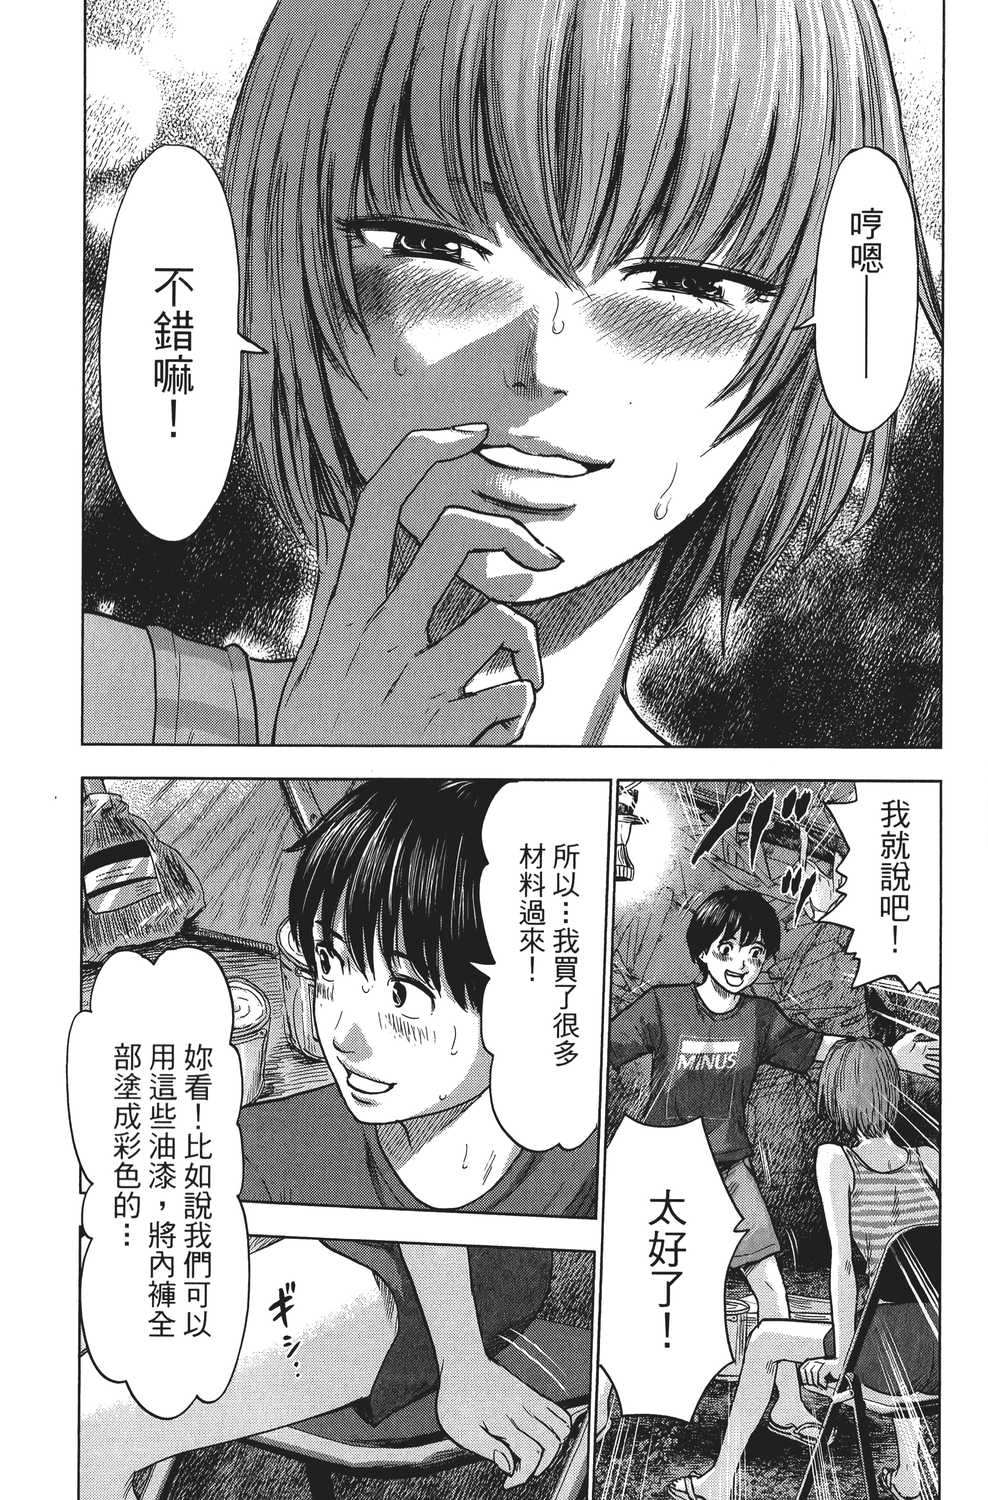 哼嗯——
不錯嘛！
我就說吧！
MINUS
太好了！
所以…我買了很多
材料過來！
妳看！比如說我們可以
用這些油漆，將內褲全
部塗成彩色的…
ギシ…